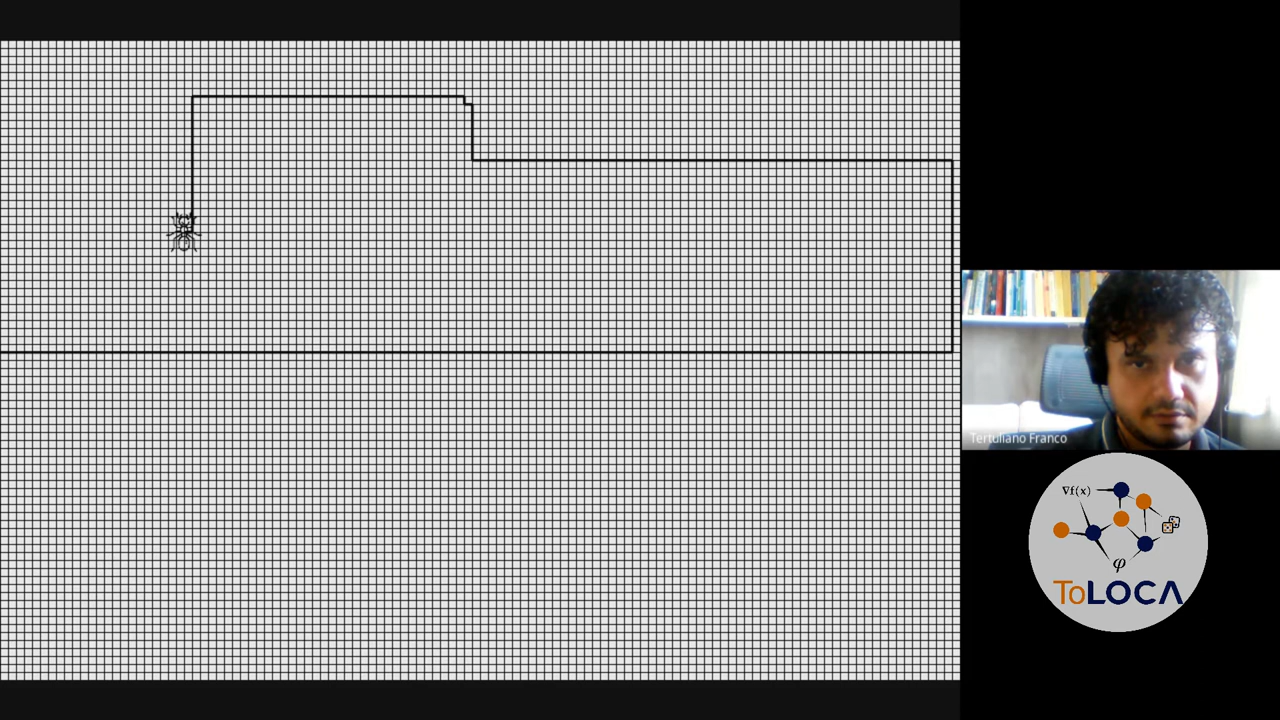 Tertuliano Franco
∇f(x)
φ
ToLOCA